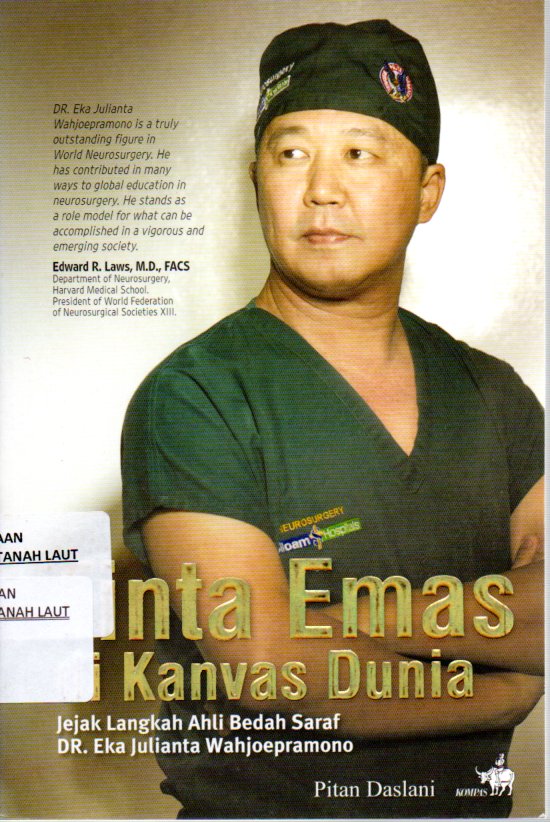 DR. Eka Julianta
Wahjoepramono is a truly
outstanding figure in
World Neurosurgery. He
has contributed in many
ways to global education in
neurosurgery. He stands as
a role model for what can be
accomplished in a vigorous and
emerging society.
Edward R. Laws, M.D., FACS
Department of Neurosurgery,
Harvard Medical School.
President of World Federation
of Neurosurgical Societies XIII.
NEUROSURGERY
Hospitals
AAN
TANAH LAUT
AN
ANAH LAUT
inta Emas
i Kanvas Dunia
Jejak Langkah Ahli Bedah Saraf
DR. Eka Julianta Wahjoepramono
Pitan Daslani
KOMPAS